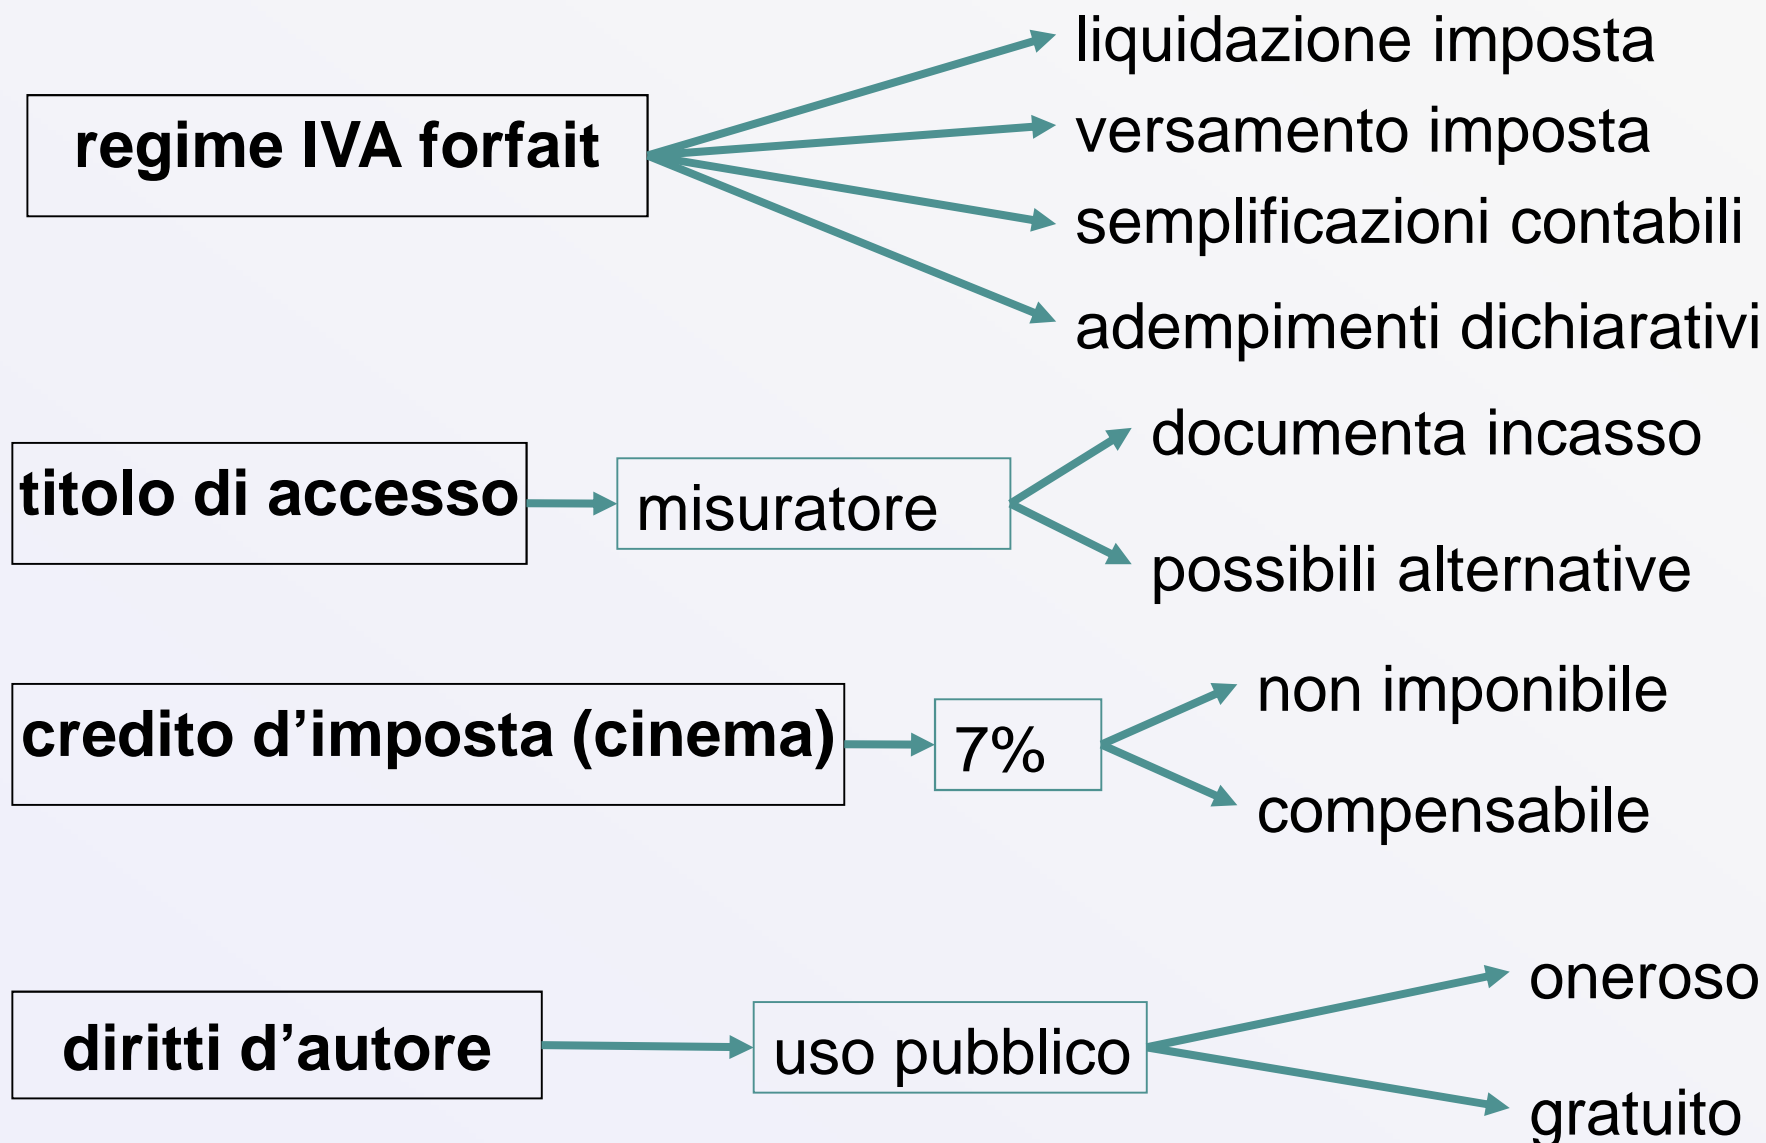 liquidazione imposta
regime IVA forfait
versamento imposta
semplificazioni contabili
adempimenti dichiarativi
titolo di accesso
misuratore
documenta incasso
possibili alternative
credito d’imposta (cinema)
7%
non imponibile
compensabile
diritti d’autore
uso pubblico
oneroso
gratuito